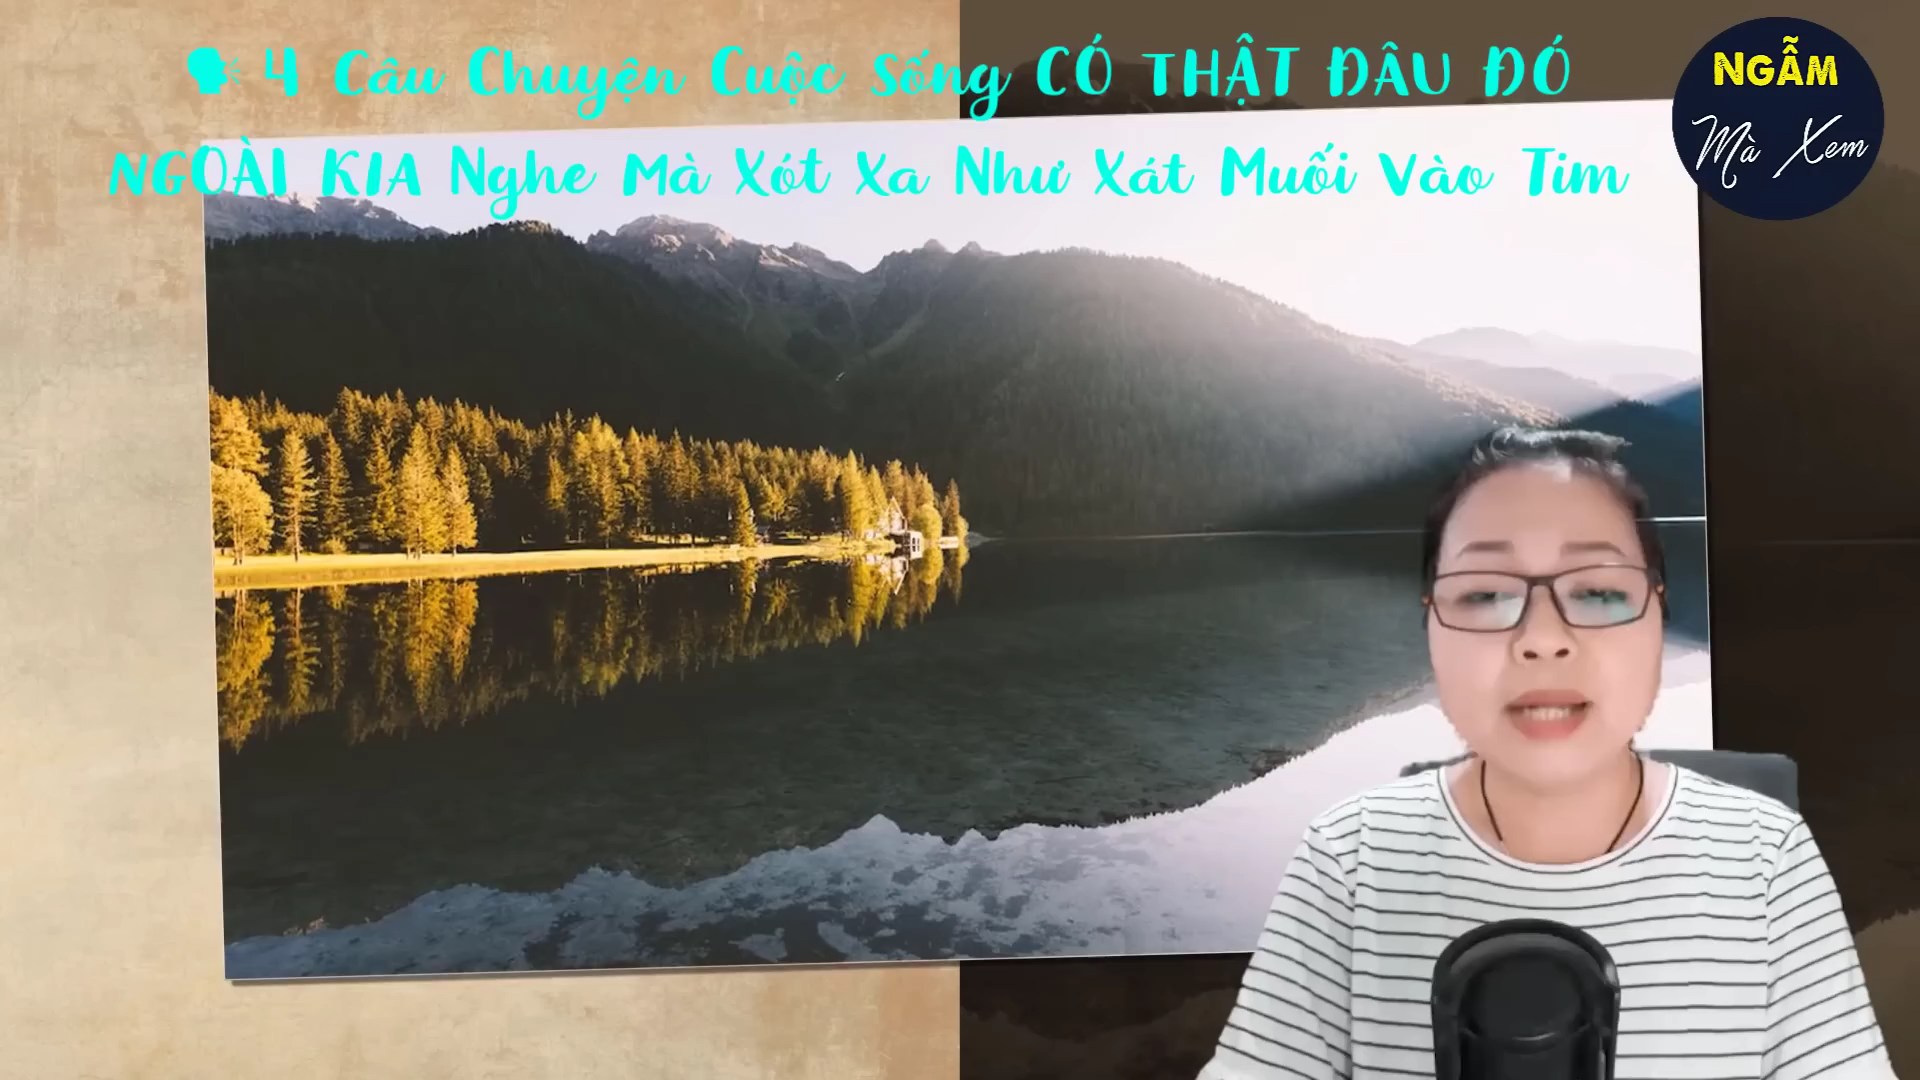 4 Câu Chuyện Cuộc Sống CÓ THẬT ĐÂU ĐÓ
NGOÀI KIA Nghe Mà Xót Xa Như Xát Muối Vào Tim
NGẪM
Mà Xem